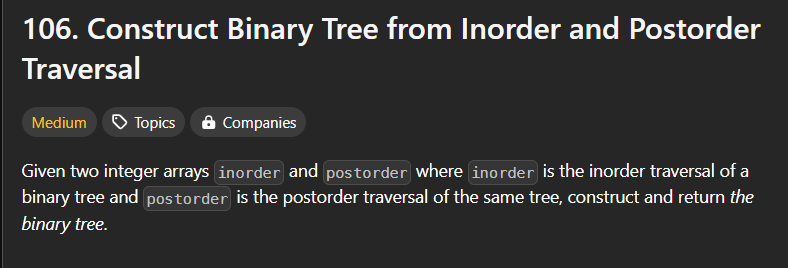 106. Construct Binary Tree from Inorder and Postorder
Traversal
Medium Topics Companies
Given two integer arrays inorder and postorder where inorder is the inorder traversal of a
binary tree and postorder is the postorder traversal of the same tree, construct and return the
binary tree.